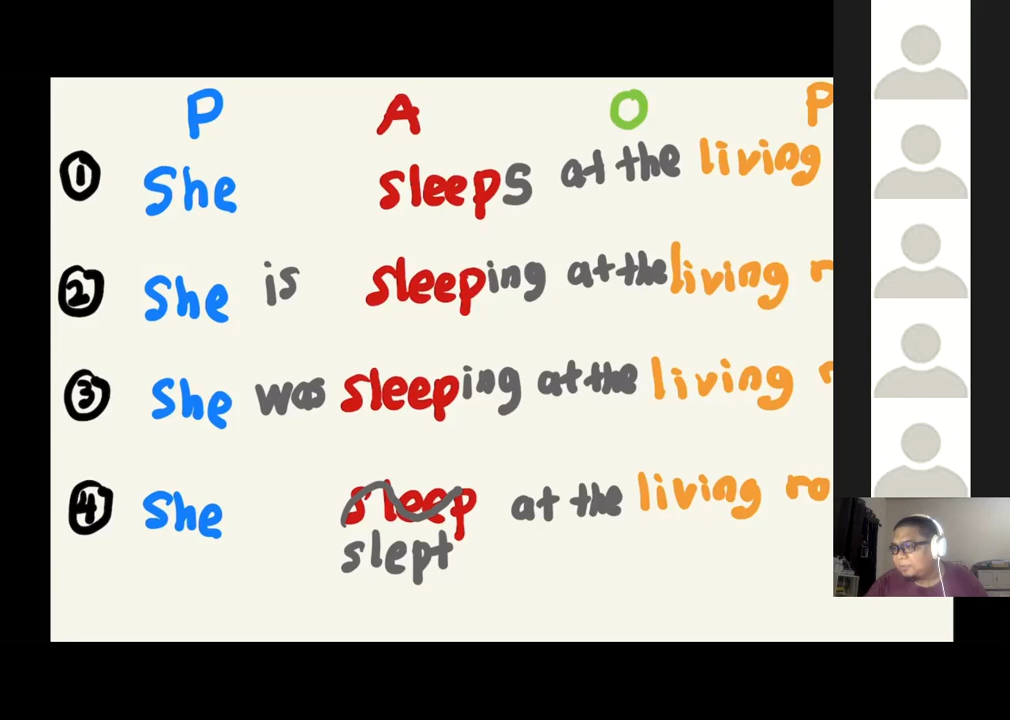 P A O P
1 She sleeps at the living
2 She is sleeping at the living r
3 She was sleeping at the living
4 She sleep at the living ro
slept